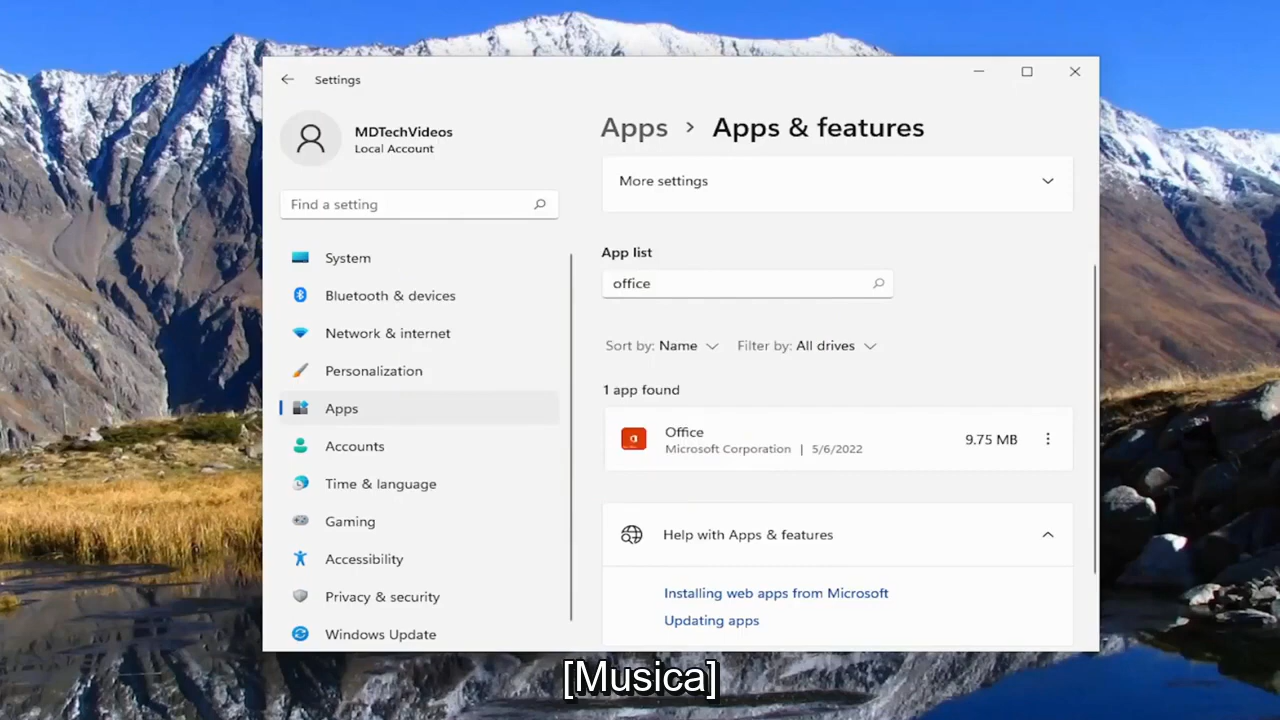 Settings
MDTechVideos
Local Account
Find a setting
System
Bluetooth & devices
Network & internet
Personalization
Apps
Accounts
Time & language
Gaming
Accessibility
Privacy & security
Windows Update
Apps > Apps & features
More settings
App list
office
Sort by: Name Filter by: All drives
1 app found
Office
Microsoft Corporation | 5/6/2022
9.75 MB
Help with Apps & features
Installing web apps from Microsoft
Updating apps
[Musica]